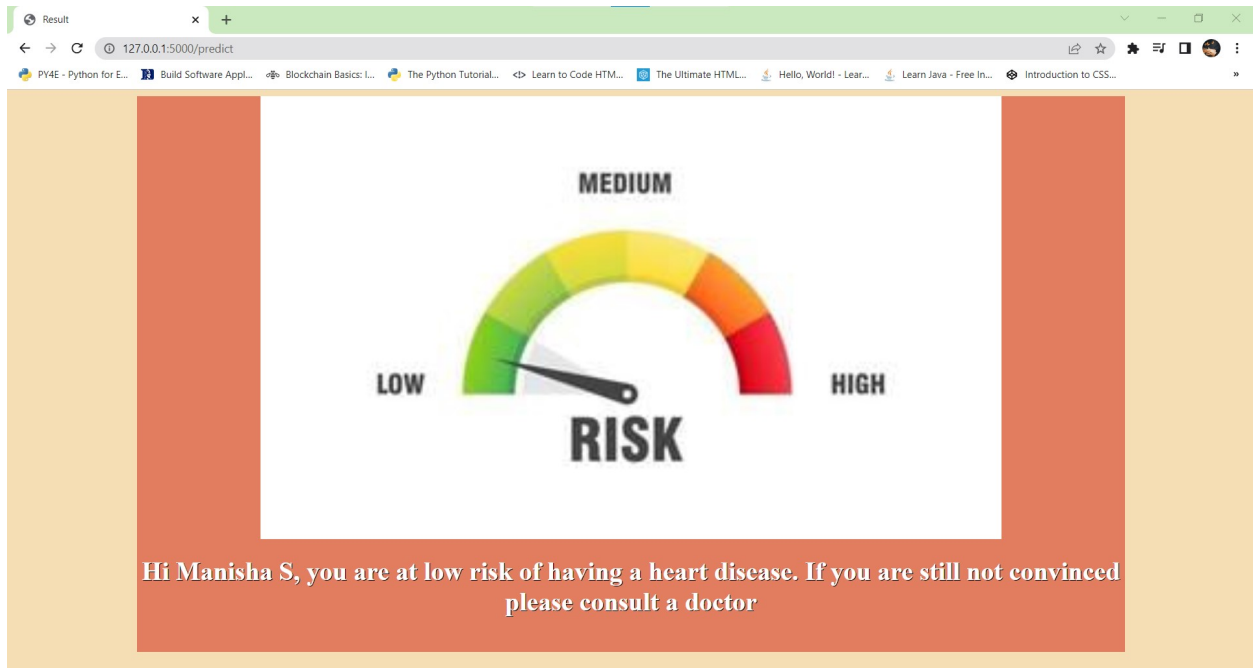 Result
127.0.0.1:5000/predict
PY4E - Python for E...
Build Software Appl...
Blockchain Basics: I...
The Python Tutorial...
Learn to Code HTM...
The Ultimate HTML...
Hello, World! - Lear...
Learn Java - Free In...
Introduction to CSS...
MEDIUM
LOW
HIGH
RISK
Hi Manisha S, you are at low risk of having a heart disease. If you are still not convinced
please consult a doctor